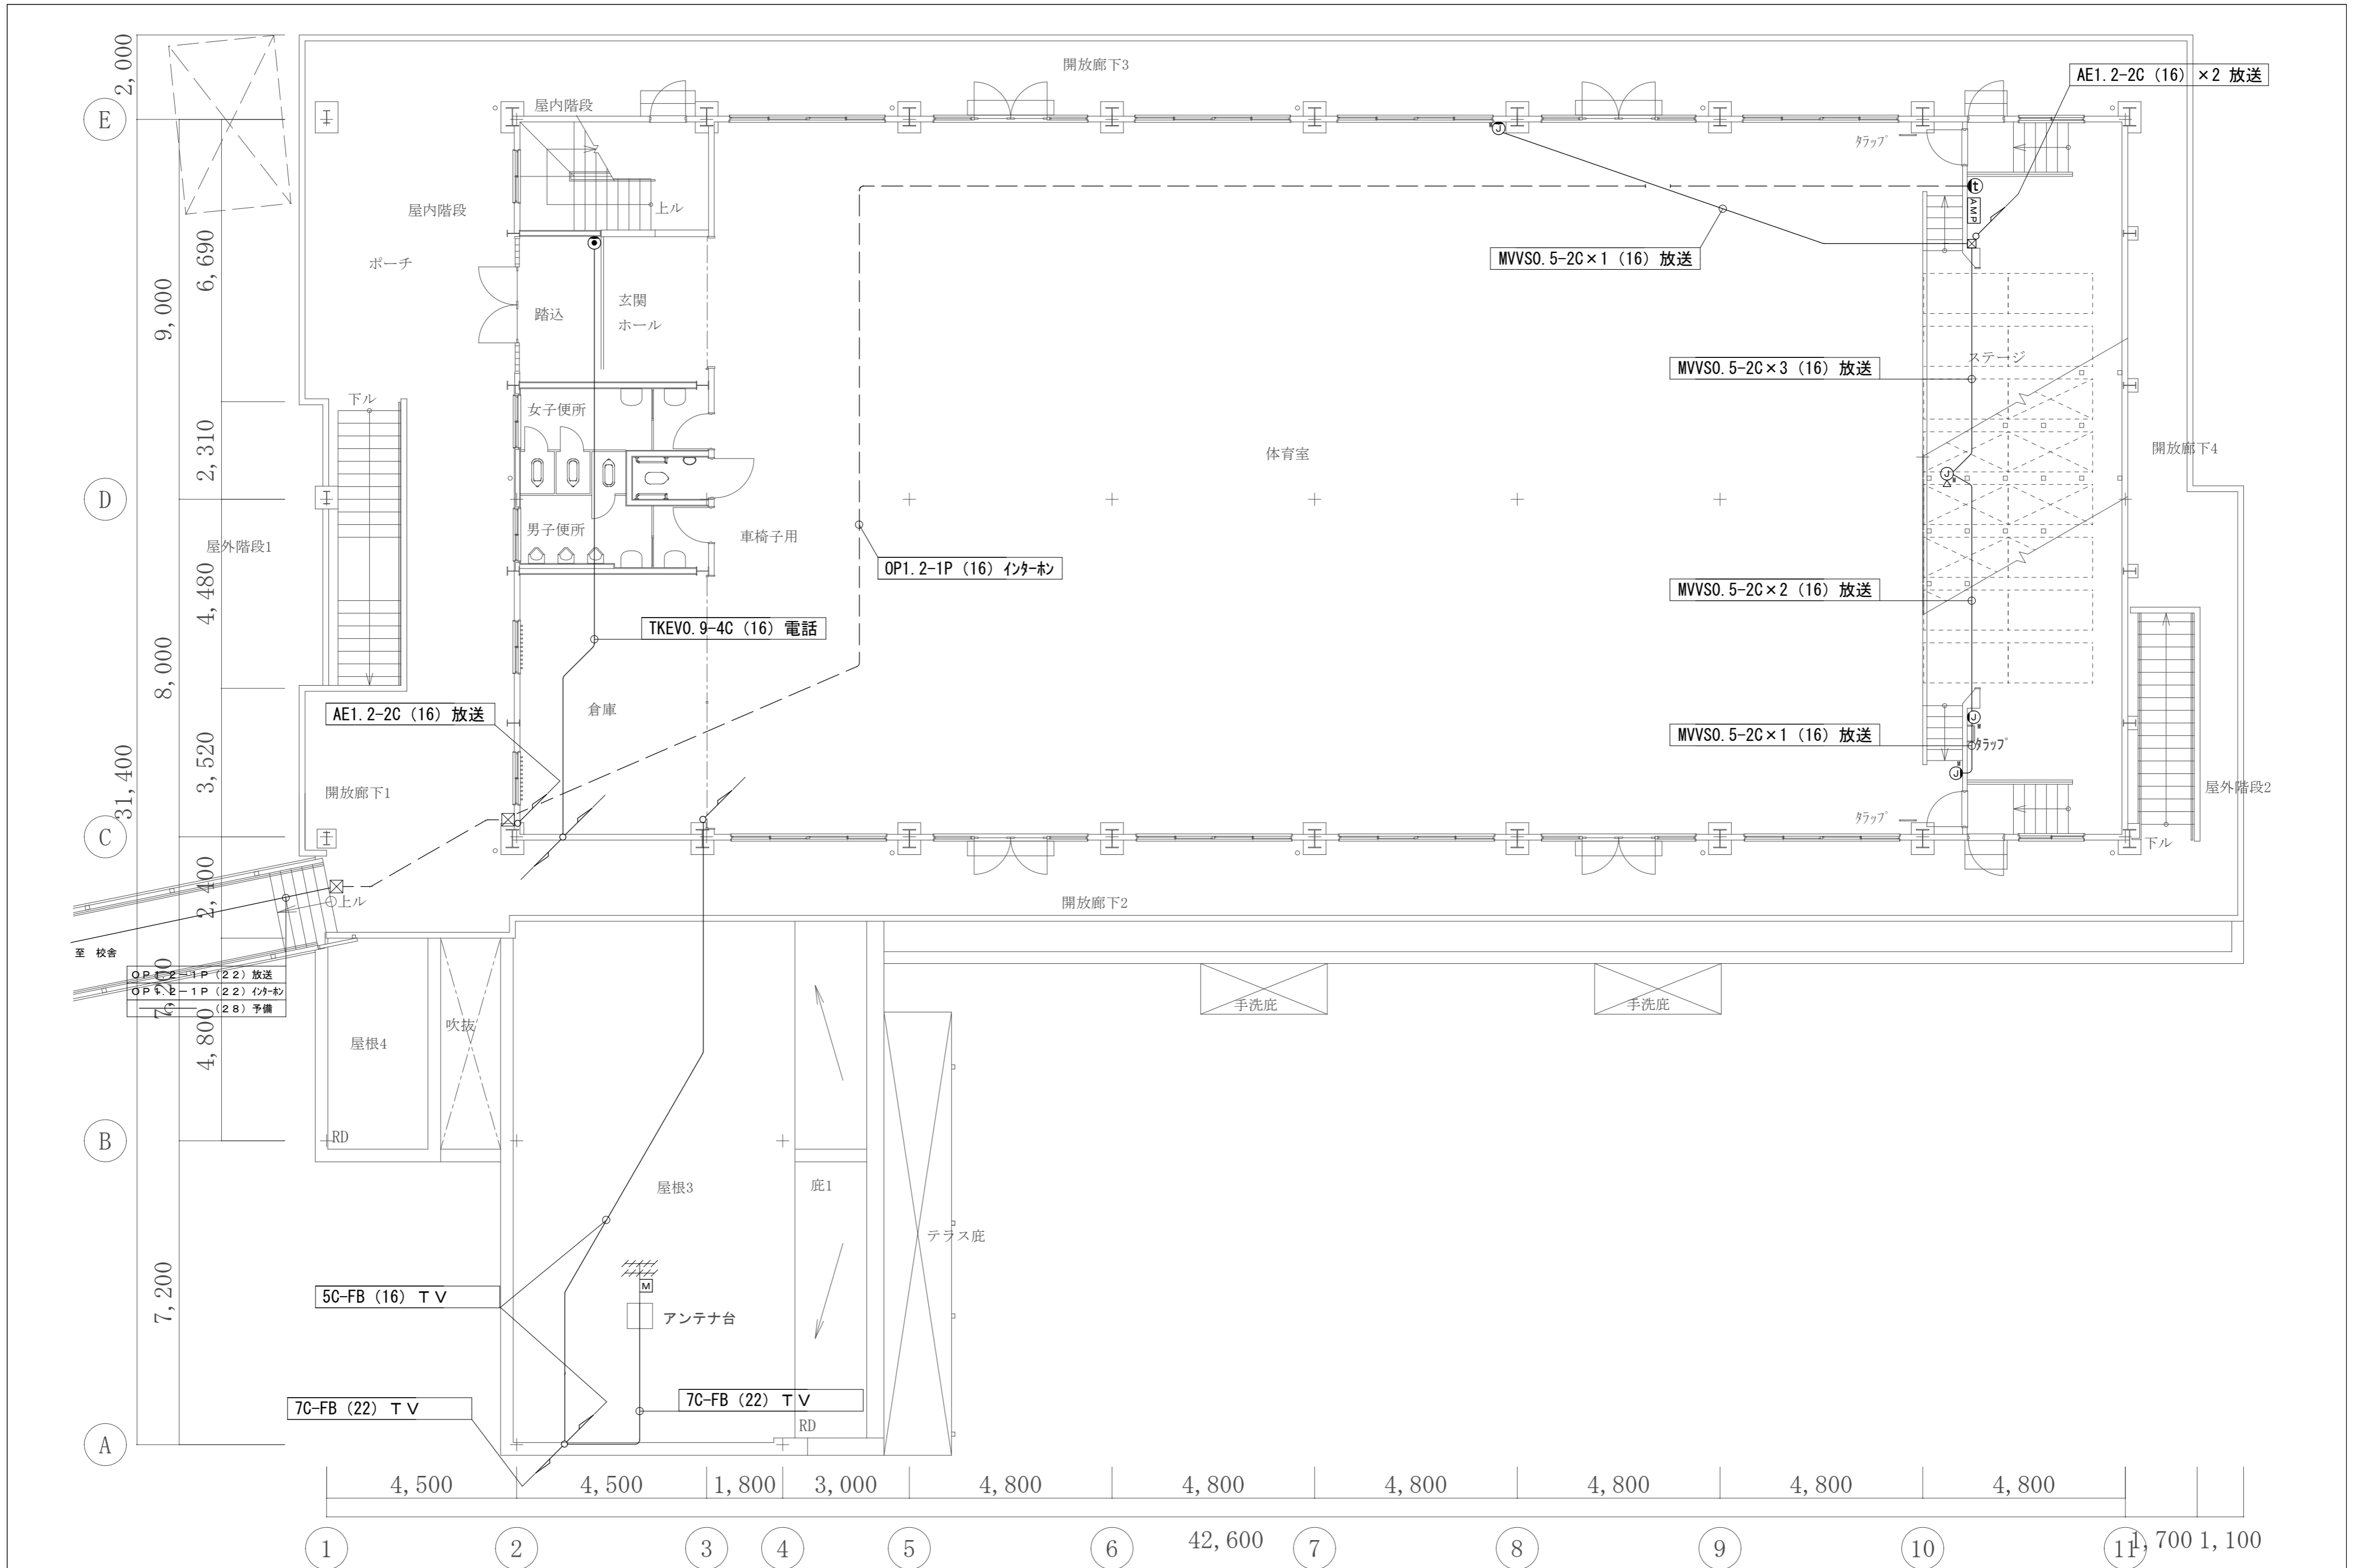 2,000
開放廊下3
AE1.2-2C (16) ×2 放送
E
屋内階段
ﾀﾗｯﾌﾟ
屋内階段
上ル
t
AMP
J
6,690
ポーチ
MVVS0.5-2C×1 (16) 放送
9,000
踏込
玄関
ホール
MVVS0.5-2C×3 (16) 放送
ステージ
下ル
女子便所
2,310
体育室
開放廊下4
J
D
男子便所
車椅子用
屋外階段1
OP1.2-1P (16) ｲﾝﾀｰﾎﾝ
4,480
MVVS0.5-2C×2 (16) 放送
TKEV0.9-4C (16) 電話
8,000
AE1.2-2C (16) 放送
倉庫
J
MVVS0.5-2C×1 (16) 放送
ﾀﾗｯﾌﾟ
3,520
31,400
J
開放廊下1
屋外階段2
ﾀﾗｯﾌﾟ
C
下ル
2,400
上ル
開放廊下2
至 校舎
OP1.2-1P (22) 放送
OP1.2-1P (22) ｲﾝﾀｰﾎﾝ
(28) 予備
7,200
4,800
手洗庇
手洗庇
吹抜
屋根4
B
RD
屋根3
庇1
テラス庇
M
5C-FB (16) TV
アンテナ台
7,200
7C-FB (22) TV
7C-FB (22) TV
RD
A
4,500
4,500
1,800
3,000
4,800
4,800
4,800
4,800
4,800
4,800
42,600
1,700
1,100
1
2
3
4
5
6
7
8
9
10
11